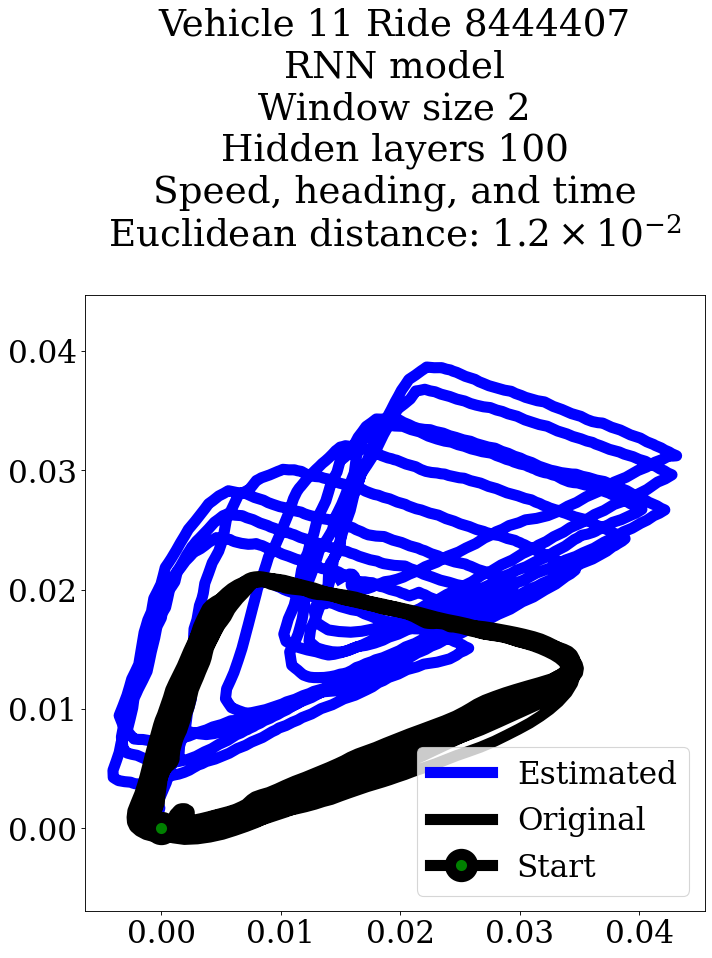 Vehicle 11 Ride 8444407
RNN model
Window size 2
Hidden layers 100
Speed, heading, and time
Euclidean distance: 1.2 × 10⁻²
0.04
0.03
0.02
0.01
0.00
Estimated
Original
Start
0.00 0.01 0.02 0.03 0.04